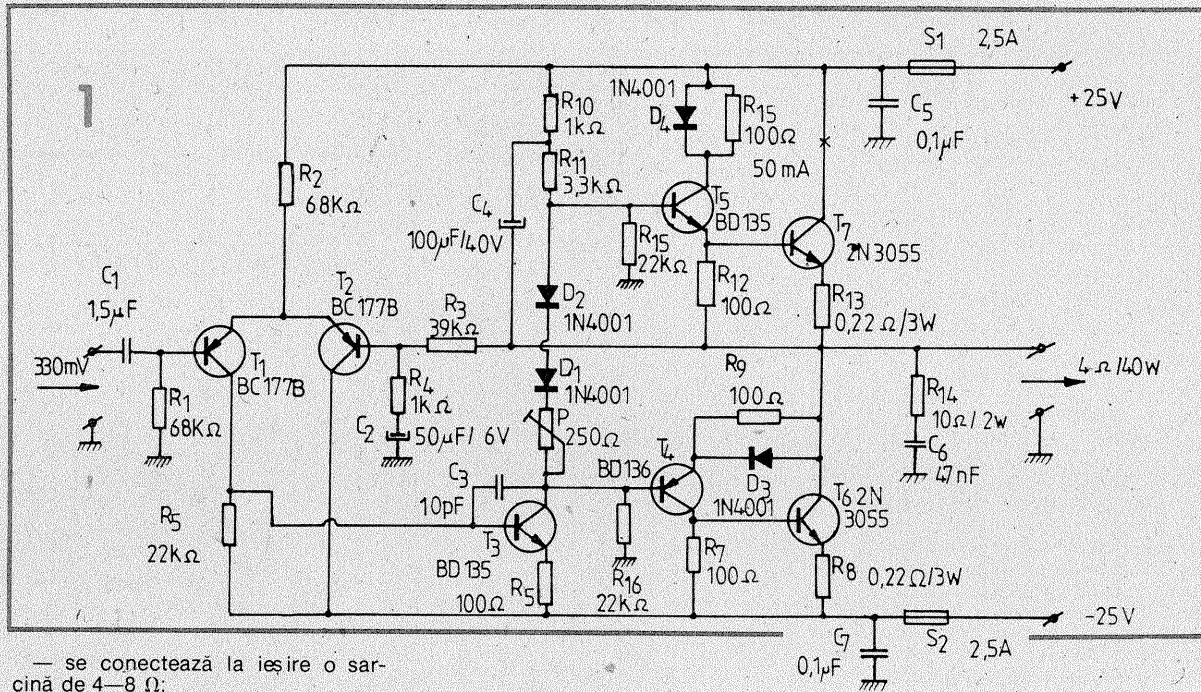 1
S1 2,5A
+25V
C5
0,1µF
R10
1kΩ
R11
3,3kΩ
1N4001
D4
R15
100Ω
50mA
R2
68KΩ
C4
100µF/40V
T5
BD135
R15
22KΩ
R12
100Ω
T7
2N3055
R13
0,22Ω/3W
C1
1,5µF
T2
BC177B
R3
39KΩ
D2
1N4001
330mV
T1
BC177B
R1
68KΩ
R4
1KΩ
C2
50µF/6V
D1
1N4001
P
250Ω
R9
100Ω
4Ω/40W
R14
10Ω/2W
C6
47nF
C3
10pF
BD136
T4
D3
1N4001
T6 2N
3055
R5
22KΩ
T3
BD135
R5
100Ω
R16
22KΩ
R7
100Ω
R8 0,22Ω/3W
-25V
C7
0,1µF
S2 2,5A
— se conectează la ieșire o sar-
cină de 4—8 Ω;